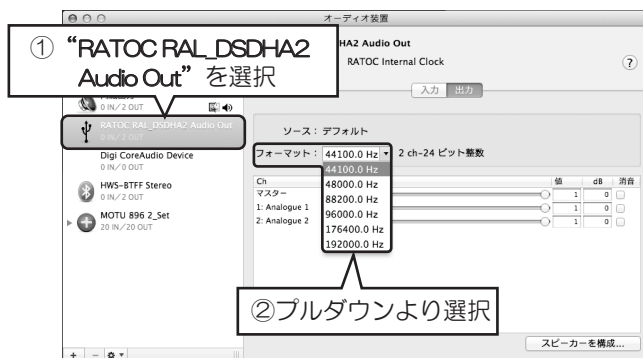 オーディオ装置
① “RATOC RAL_DSDHA2
Audio Out” を選択
HA2 Audio Out
RATOC Internal Clock
?
入力 出力
0 IN/2 OUT
RATOC RAL_DSDHA2 Audio Out
0 IN/2 OUT
Digi CoreAudio Device
0 IN/0 OUT
HWS-BTFF Stereo
0 IN/2 OUT
MOTU 896 2_Set
20 IN/20 OUT
ソース： デフォルト
フォーマット： 44100.0 Hz 2 ch-24 ビット整数
44100.0 Hz
48000.0 Hz
88200.0 Hz
96000.0 Hz
176400.0 Hz
192000.0 Hz
Ch 値 dB 消音
マスター 1 0
1: Analogue 1 1 0
2: Analogue 2 1 0
②プルダウンより選択
スピーカーを構成...